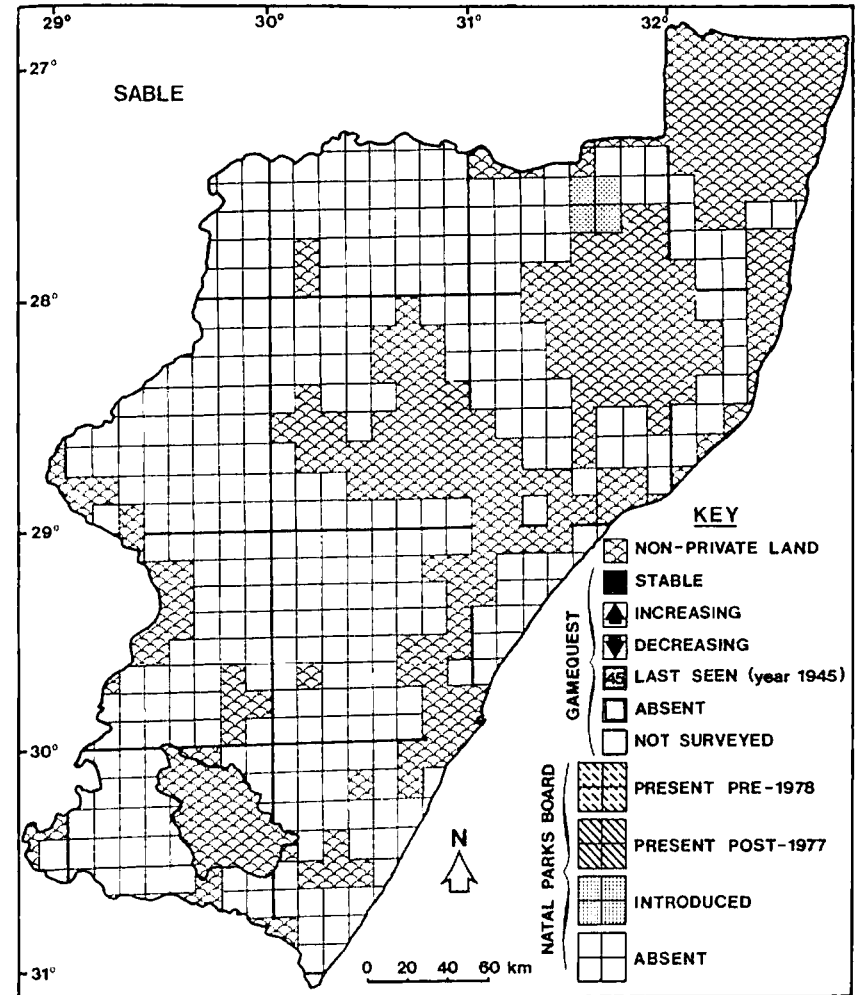 29° 30° 31° 32°
27°
SABLE
28°
29°
30°
31°
KEY
NON-PRIVATE LAND
GAMEQUEST
STABLE
INCREASING
DECREASING
45 LAST SEEN (year 1945)
ABSENT
NOT SURVEYED
NATAL PARKS BOARD
PRESENT PRE-1978
PRESENT POST-1977
INTRODUCED
ABSENT
N
0 20 40 60 km